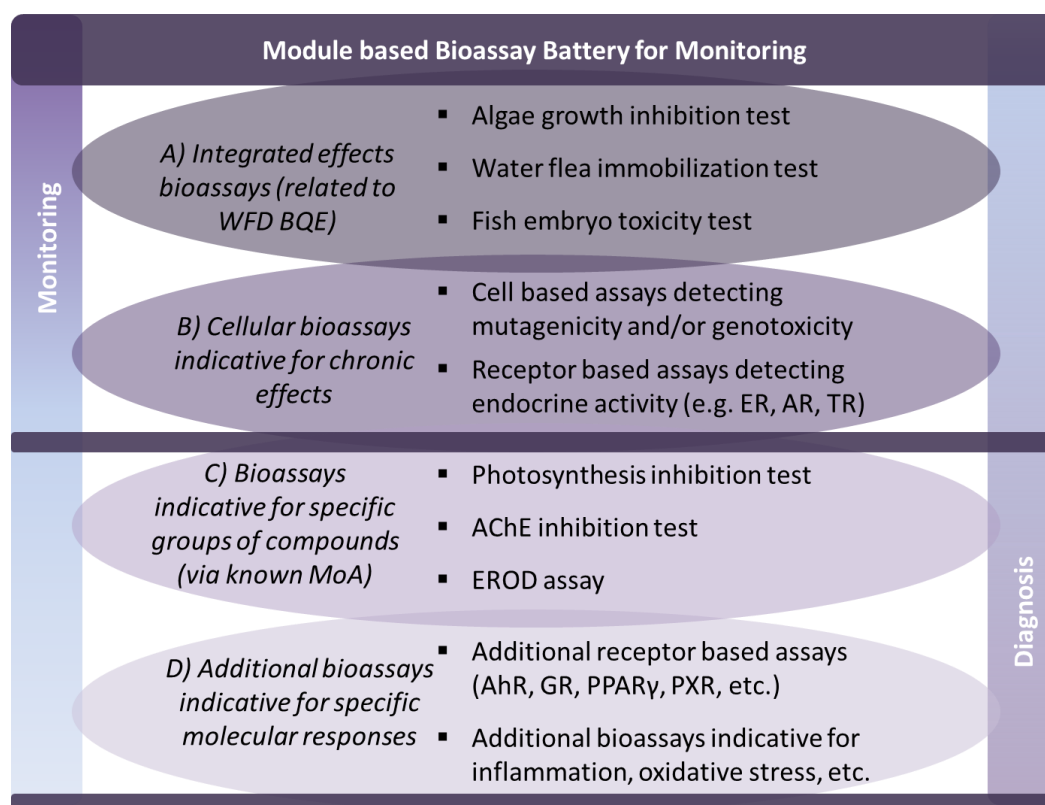 Module based Bioassay Battery for Monitoring
Monitoring
A) Integrated effects
bioassays (related to
WFD BQE)
▪ Algae growth inhibition test
▪ Water flea immobilization test
▪ Fish embryo toxicity test
B) Cellular bioassays
indicative for chronic
effects
▪ Cell based assays detecting
mutagenicity and/or genotoxicity
▪ Receptor based assays detecting
endocrine activity (e.g. ER, AR, TR)
C) Bioassays
indicative for specific
groups of compounds
(via known MoA)
▪ Photosynthesis inhibition test
▪ AChE inhibition test
▪ EROD assay
D) Additional bioassays
indicative for specific
molecular responses
▪ Additional receptor based assays
(AhR, GR, PPARγ, PXR, etc.)
▪ Additional bioassays indicative for
inflammation, oxidative stress, etc.
Diagnosis